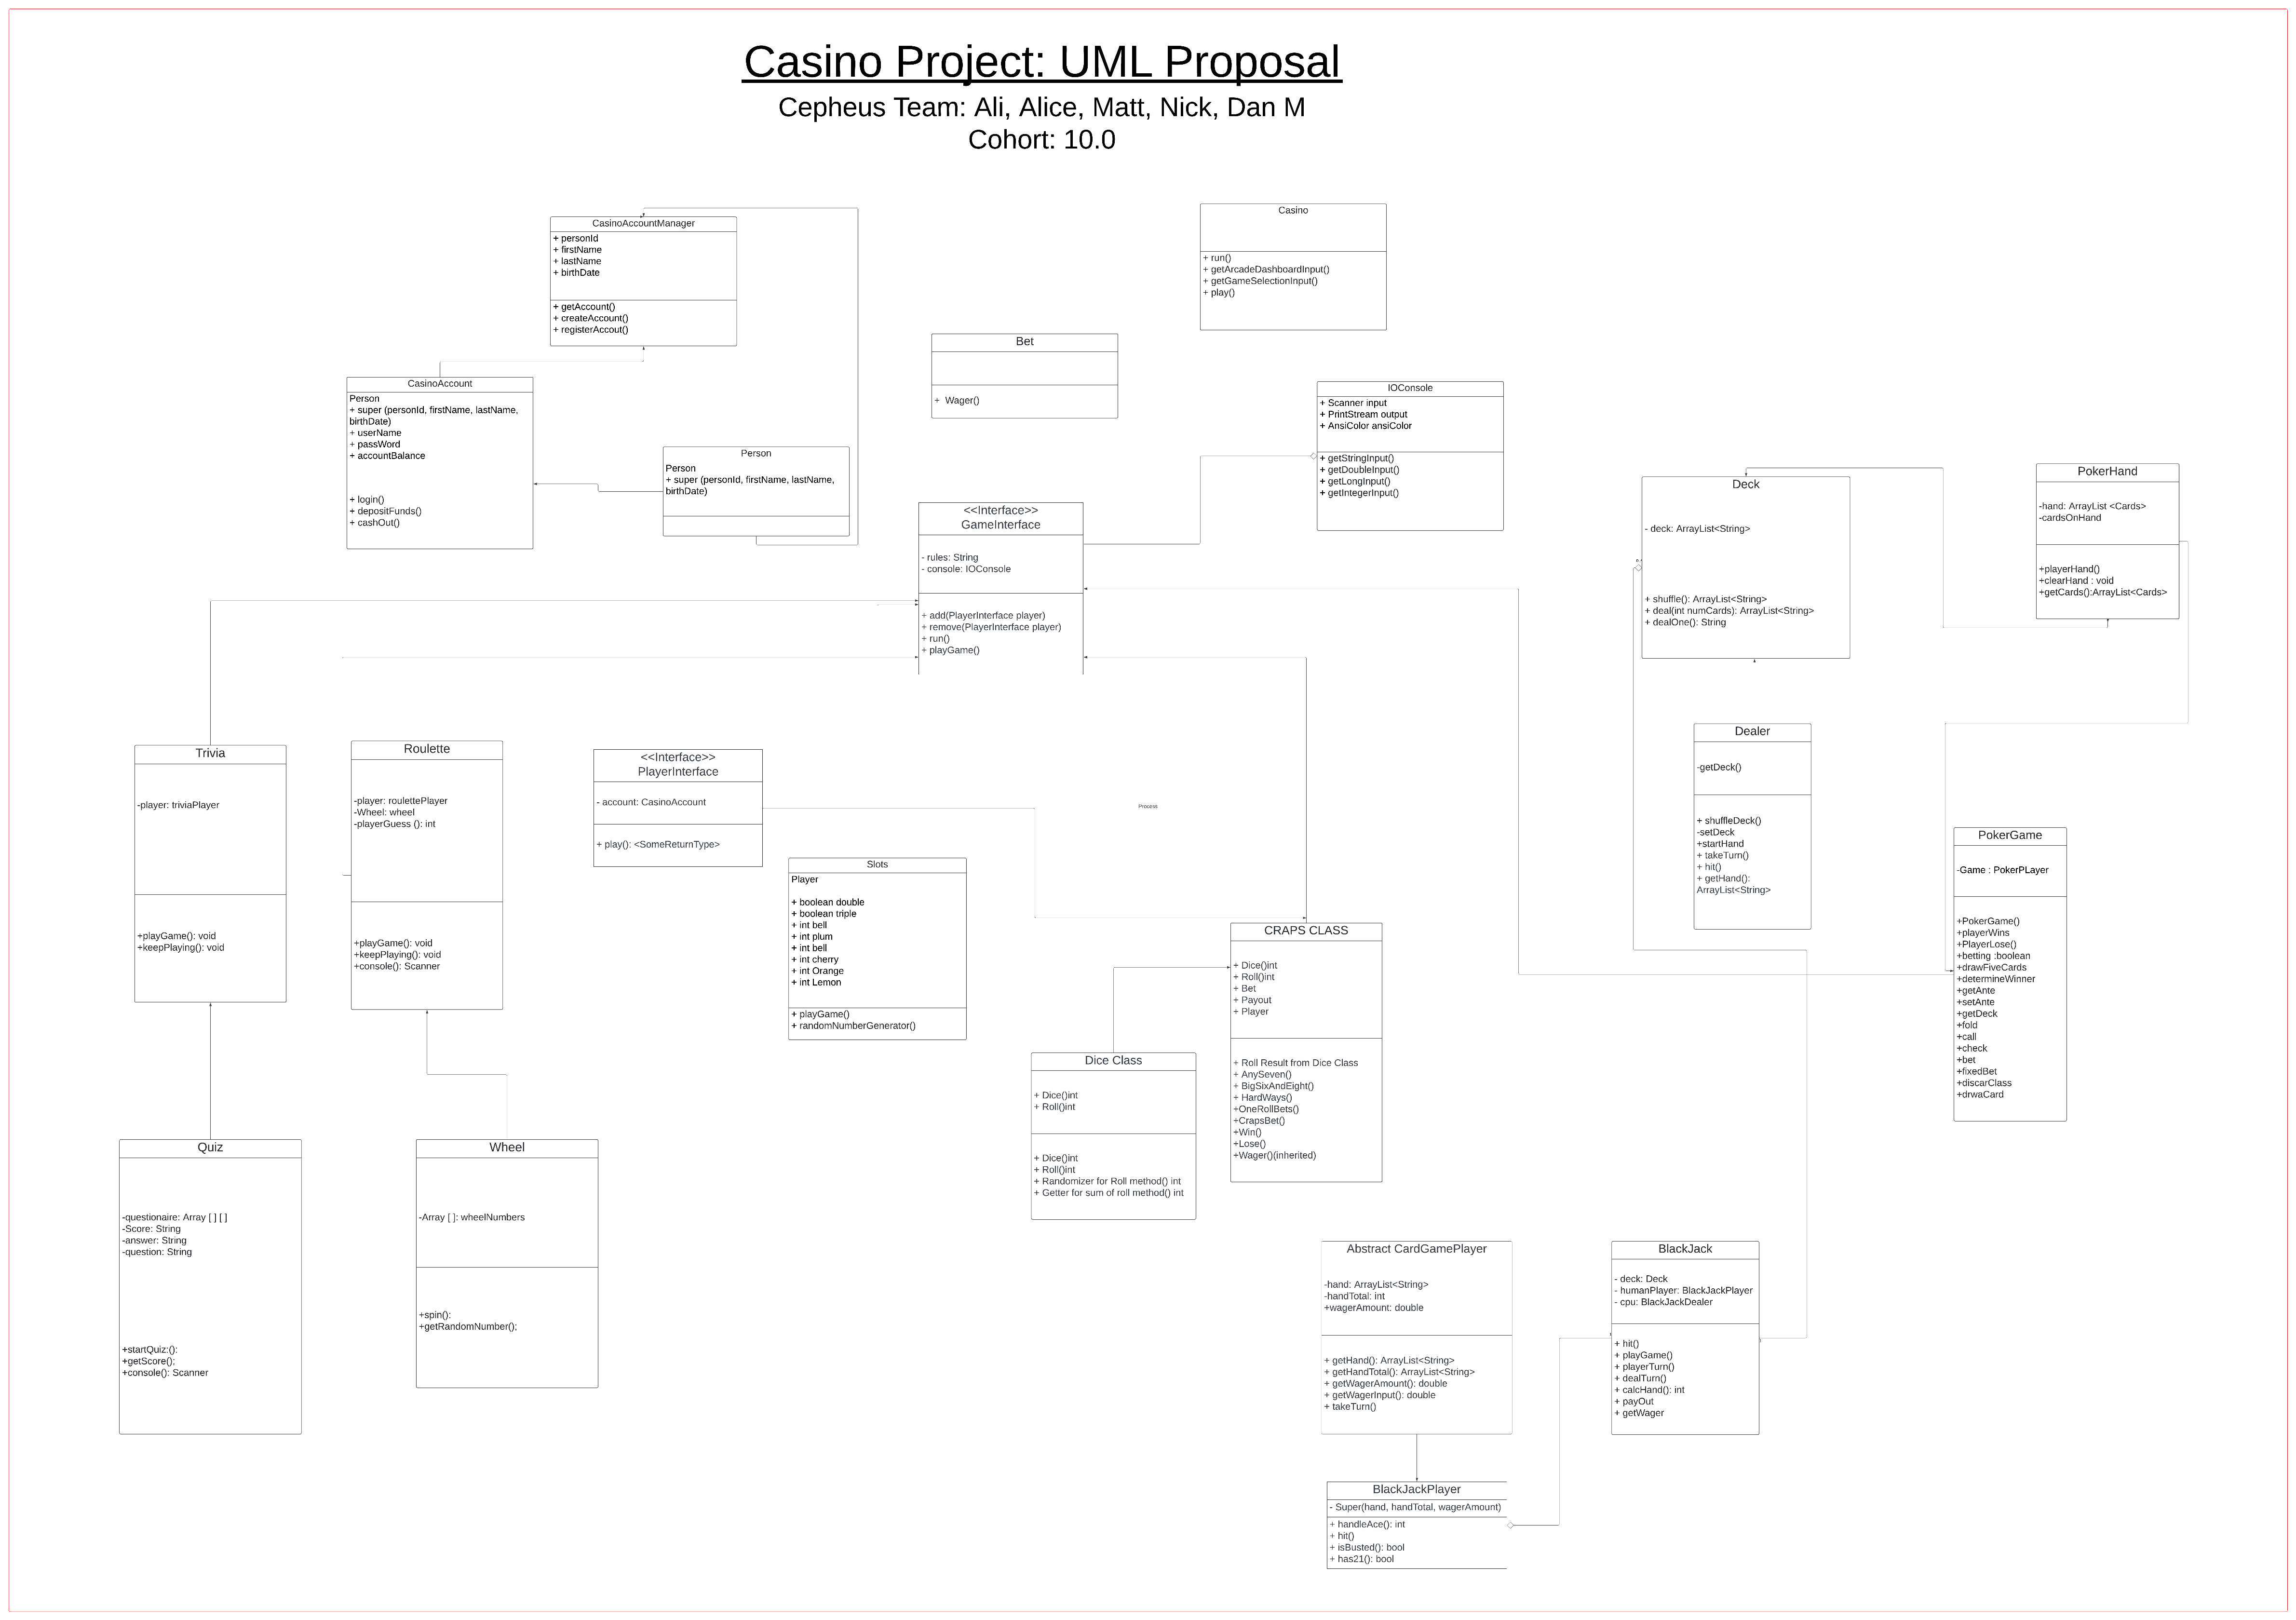 Casino Project: UML Proposal
Cepheus Team: Ali, Alice, Matt, Nick, Dan M
Cohort: 10.0
CasinoAccountManager
+ personId
+ firstName
+ lastName
+ birthDate
+ getAccount()
+ createAccount()
+ registerAccout()
Casino
+ run()
+ getArcadeDashboardInput()
+ getGameSelectionInput()
+ play()
Bet
+ Wager()
CasinoAccount
Person
+ super (personId, firstName, lastName,
birthDate)
+ userName
+ passWord
+ accountBalance
+ login()
+ depositFunds()
+ cashOut()
Person
Person
+ super (personId, firstName, lastName,
birthDate)
IOConsole
+ Scanner input
+ PrintStream output
+ AnsiColor ansiColor
+ getStringInput()
+ getDoubleInput()
+ getLongInput()
+ getIntegerInput()
<<Interface>>
GameInterface
- rules: String
- console: IOConsole
+ add(PlayerInterface player)
+ remove(PlayerInterface player)
+ run()
+ playGame()
Deck
- deck: ArrayList<String>
+ shuffle(): ArrayList<String>
+ deal(int numCards): ArrayList<String>
+ dealOne(): String
PokerHand
-hand: ArrayList <Cards>
-cardsOnHand
+playerHand()
+clearHand : void
+getCards():ArrayList<Cards>
Trivia
-player: triviaPlayer
+playGame(): void
+keepPlaying(): void
Roulette
-player: roulettePlayer
-Wheel: wheel
-playerGuess (): int
+playGame(): void
+keepPlaying(): void
+console(): Scanner
<<Interface>>
PlayerInterface
- account: CasinoAccount
+ play(): <SomeReturnType>
Process
Slots
Player
+ boolean double
+ boolean triple
+ int bell
+ int plum
+ int bell
+ int cherry
+ int Orange
+ int Lemon
+ playGame()
+ randomNumberGenerator()
Dealer
-getDeck()
+ shuffleDeck()
-setDeck
+startHand
+ takeTurn()
+ hit()
+ getHand():
ArrayList<String>
PokerGame
-Game : PokerPLayer
+PokerGame()
+playerWins
+PlayerLose()
+betting :boolean
+drawFiveCards
+determineWinner
+getAnte
+setAnte
+getDeck
+fold
+call
+check
+bet
+fixedBet
+discarClass
+drwaCard
CRAPS CLASS
+ Dice()int
+ Roll()int
+ Bet
+ Payout
+ Player
+ Roll Result from Dice Class
+ AnySeven()
+ BigSixAndEight()
+ HardWays()
+OneRollBets()
+CrapsBet()
+Win()
+Lose()
+Wager()(inherited)
Dice Class
+ Dice()int
+ Roll()int
+ Dice()int
+ Roll()int
+ Randomizer for Roll method() int
+ Getter for sum of roll method() int
Quiz
-questionaire: Array [ ] [ ]
-Score: String
-answer: String
-question: String
+startQuiz:():
+getScore();
+console(): Scanner
Wheel
-Array [ ]: wheelNumbers
+spin():
+getRandomNumber();
Abstract CardGamePlayer
-hand: ArrayList<String>
-handTotal: int
+wagerAmount: double
+ getHand(): ArrayList<String>
+ getHandTotal(): ArrayList<String>
+ getWagerAmount(): double
+ getWagerInput(): double
+ takeTurn()
BlackJack
- deck: Deck
- humanPlayer: BlackJackPlayer
- cpu: BlackJackDealer
+ hit()
+ playGame()
+ playerTurn()
+ dealTurn()
+ calcHand(): int
+ payOut
+ getWager
BlackJackPlayer
- Super(hand, handTotal, wagerAmount)
+ handleAce(): int
+ hit()
+ isBusted(): bool
+ has21(): bool